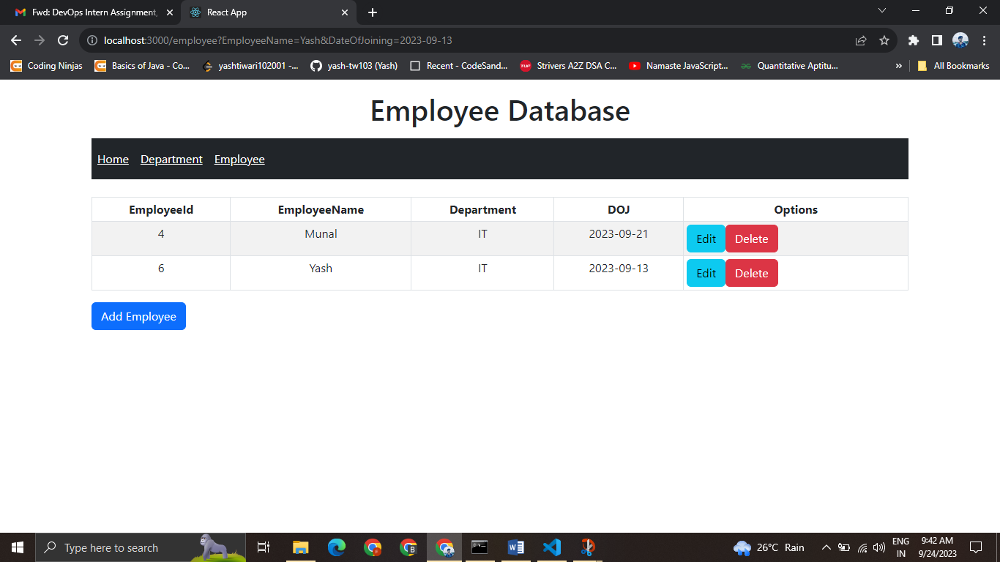 Fwd: DevOps Intern Assignment,
React App
localhost:3000/employee?EmployeeName=Yash&DateOfJoining=2023-09-13
Coding Ninjas
Basics of Java - Co...
yashtiwari102001 -...
yash-tw103 (Yash)
Recent - CodeSand...
TUF
Strivers A2Z DSA C...
Namaste JavaScript...
Quantitative Aptitu...
»
All Bookmarks
Employee Database
Home Department Employee
EmployeeId EmployeeName Department DOJ Options
4 Munal IT 2023-09-21 Edit Delete
6 Yash IT 2023-09-13 Edit Delete
Add Employee
Type here to search
26°C Rain
ENG
IN
9:42 AM
9/24/2023